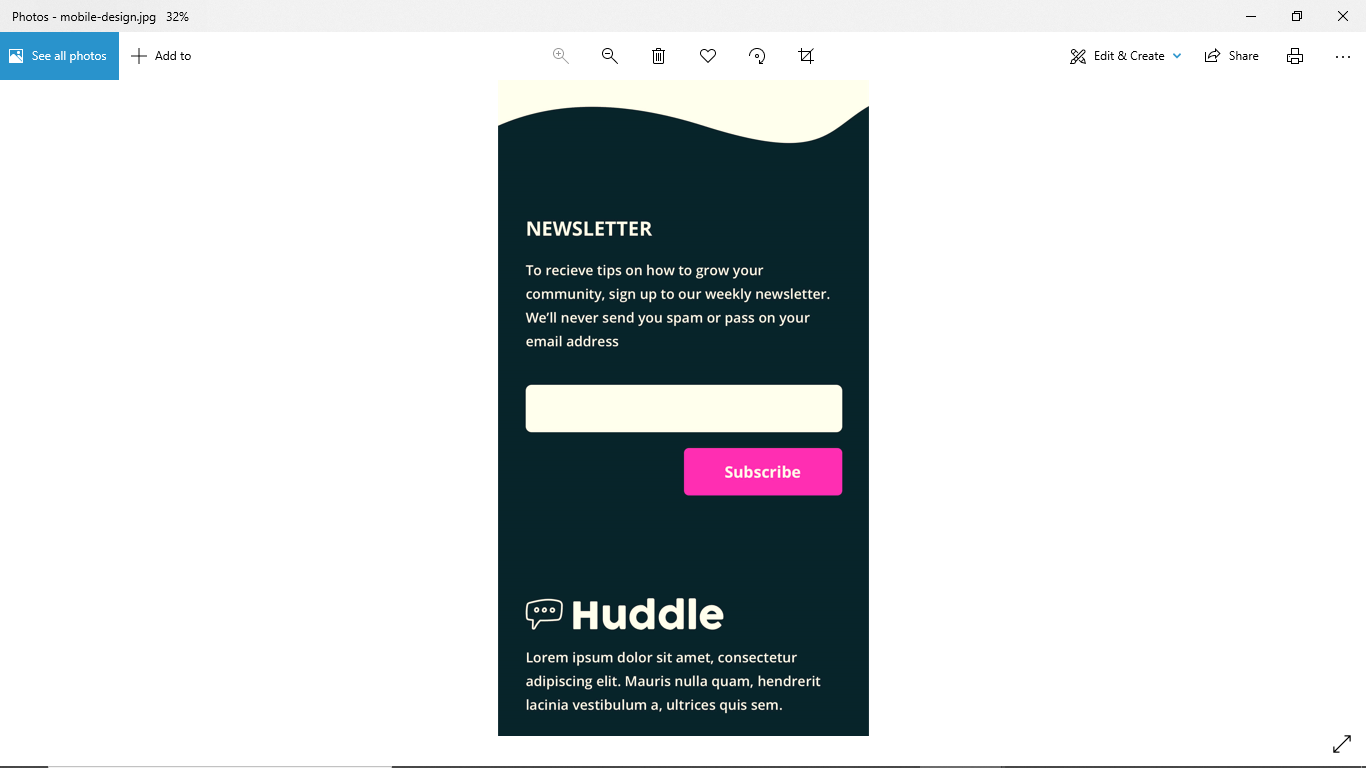 Photos - mobile-design.jpg 32%
See all photos
Add to
Edit & Create
Share
NEWSLETTER
To recieve tips on how to grow your
community, sign up to our weekly newsletter.
We’ll never send you spam or pass on your
email address
Subscribe
Huddle
Lorem ipsum dolor sit amet, consectetur
adipiscing elit. Mauris nulla quam, hendrerit
lacinia vestibulum a, ultrices quis sem.